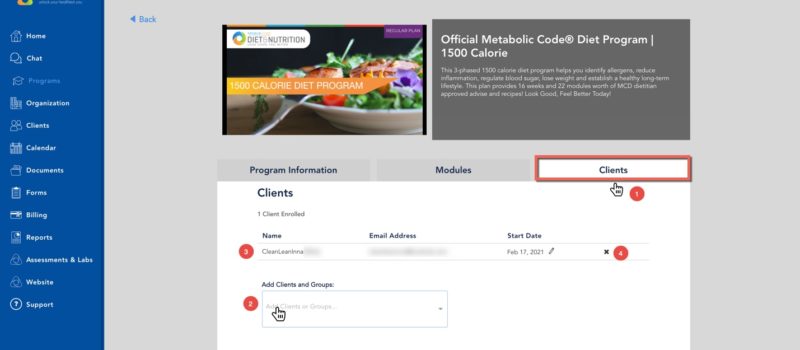 unlock your healthiest you
Back
Home
Chat
Programs
Organization
Clients
Calendar
Documents
Forms
Billing
Reports
Assessments & Labs
Website
Support
REGULAR PLAN
DIET&NUTRITION
1500 CALORIE DIET PROGRAM
Official Metabolic Code® Diet Program |
1500 Calorie
This 3-phased 1500 calorie diet program helps you identify allergens, reduce
inflammation, regulate blood sugar, lose weight and establish a healthy long-term
lifestyle. This plan provides 16 weeks and 22 modules worth of MCD dietitian
approved advise and recipes! Look Good, Feel Better Today!
Program Information
Modules
Clients
1
Clients
1 Client Enrolled
Name Email Address Start Date
3 CleanLeanInna Feb 17, 2021 4
Add Clients and Groups:
2 Add Clients or Groups...